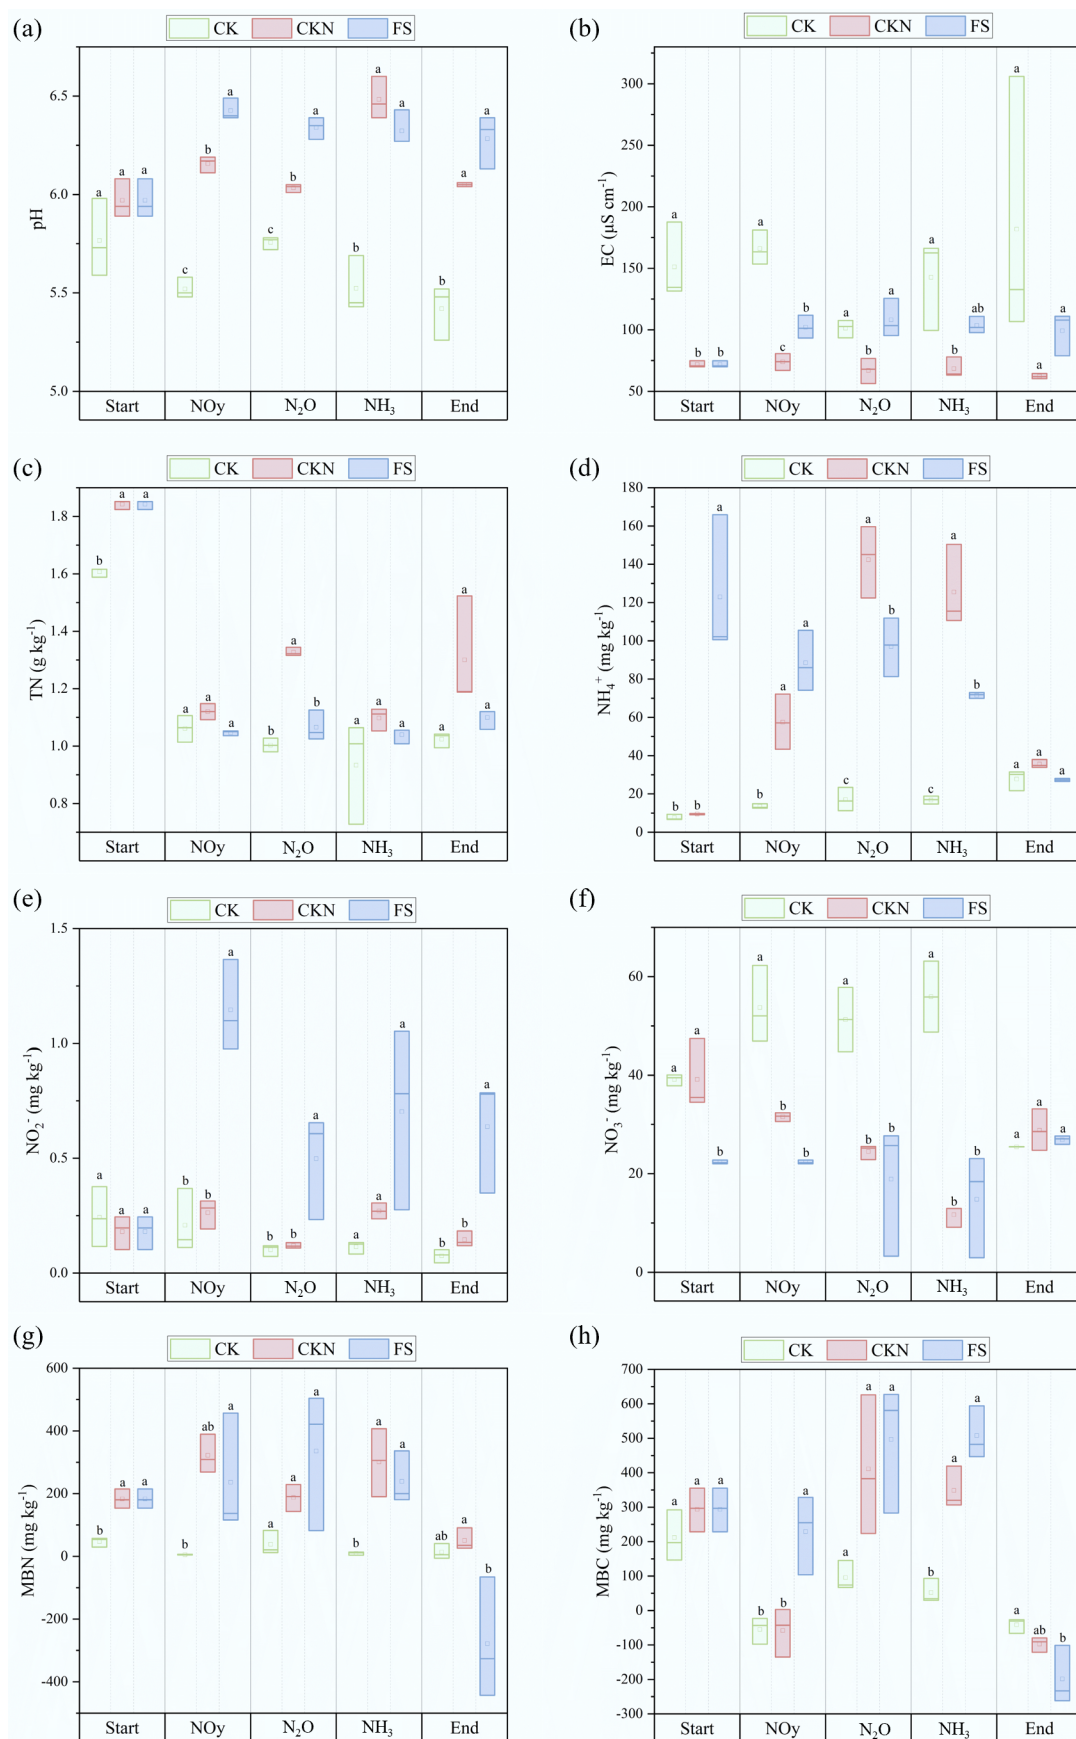 (a)
CK CKN FS
pH
6.5
6.0
5.5
5.0
a a a
c b a
c b a
b a a
b a a
Start NOy N₂O NH₃ End
(b)
CK CKN FS
EC (μS cm⁻¹)
300
250
200
150
100
50
a b b
a c b
a b a
a b ab
a a a
Start NOy N₂O NH₃ End
(c)
CK CKN FS
TN (g kg⁻¹)
1.8
1.6
1.4
1.2
1.0
0.8
b a a
a a a
b a b
a a a
a a a
Start NOy N₂O NH₃ End
(d)
CK CKN FS
NH₄⁺ (mg kg⁻¹)
180
160
140
120
100
80
60
40
20
0
b b a
b a a
c a b
c a b
a a a
Start NOy N₂O NH₃ End
(e)
CK CKN FS
NO₂⁻ (mg kg⁻¹)
1.5
1.0
0.5
0.0
a a a
b b a
b b a
a a a
b b a
Start NOy N₂O NH₃ End
(f)
CK CKN FS
NO₃⁻ (mg kg⁻¹)
60
40
20
0
a a b
a b b
a b b
a b b
a a a
Start NOy N₂O NH₃ End
(g)
CK CKN FS
MBN (mg kg⁻¹)
600
400
200
0
-200
-400
b a a
b ab a
a a a
b a a
ab a b
Start NOy N₂O NH₃ End
(h)
CK CKN FS
MBC (mg kg⁻¹)
700
600
500
400
300
200
100
0
-100
-200
-300
a a a
b b a
a a a
b a a
a ab b
Start NOy N₂O NH₃ End